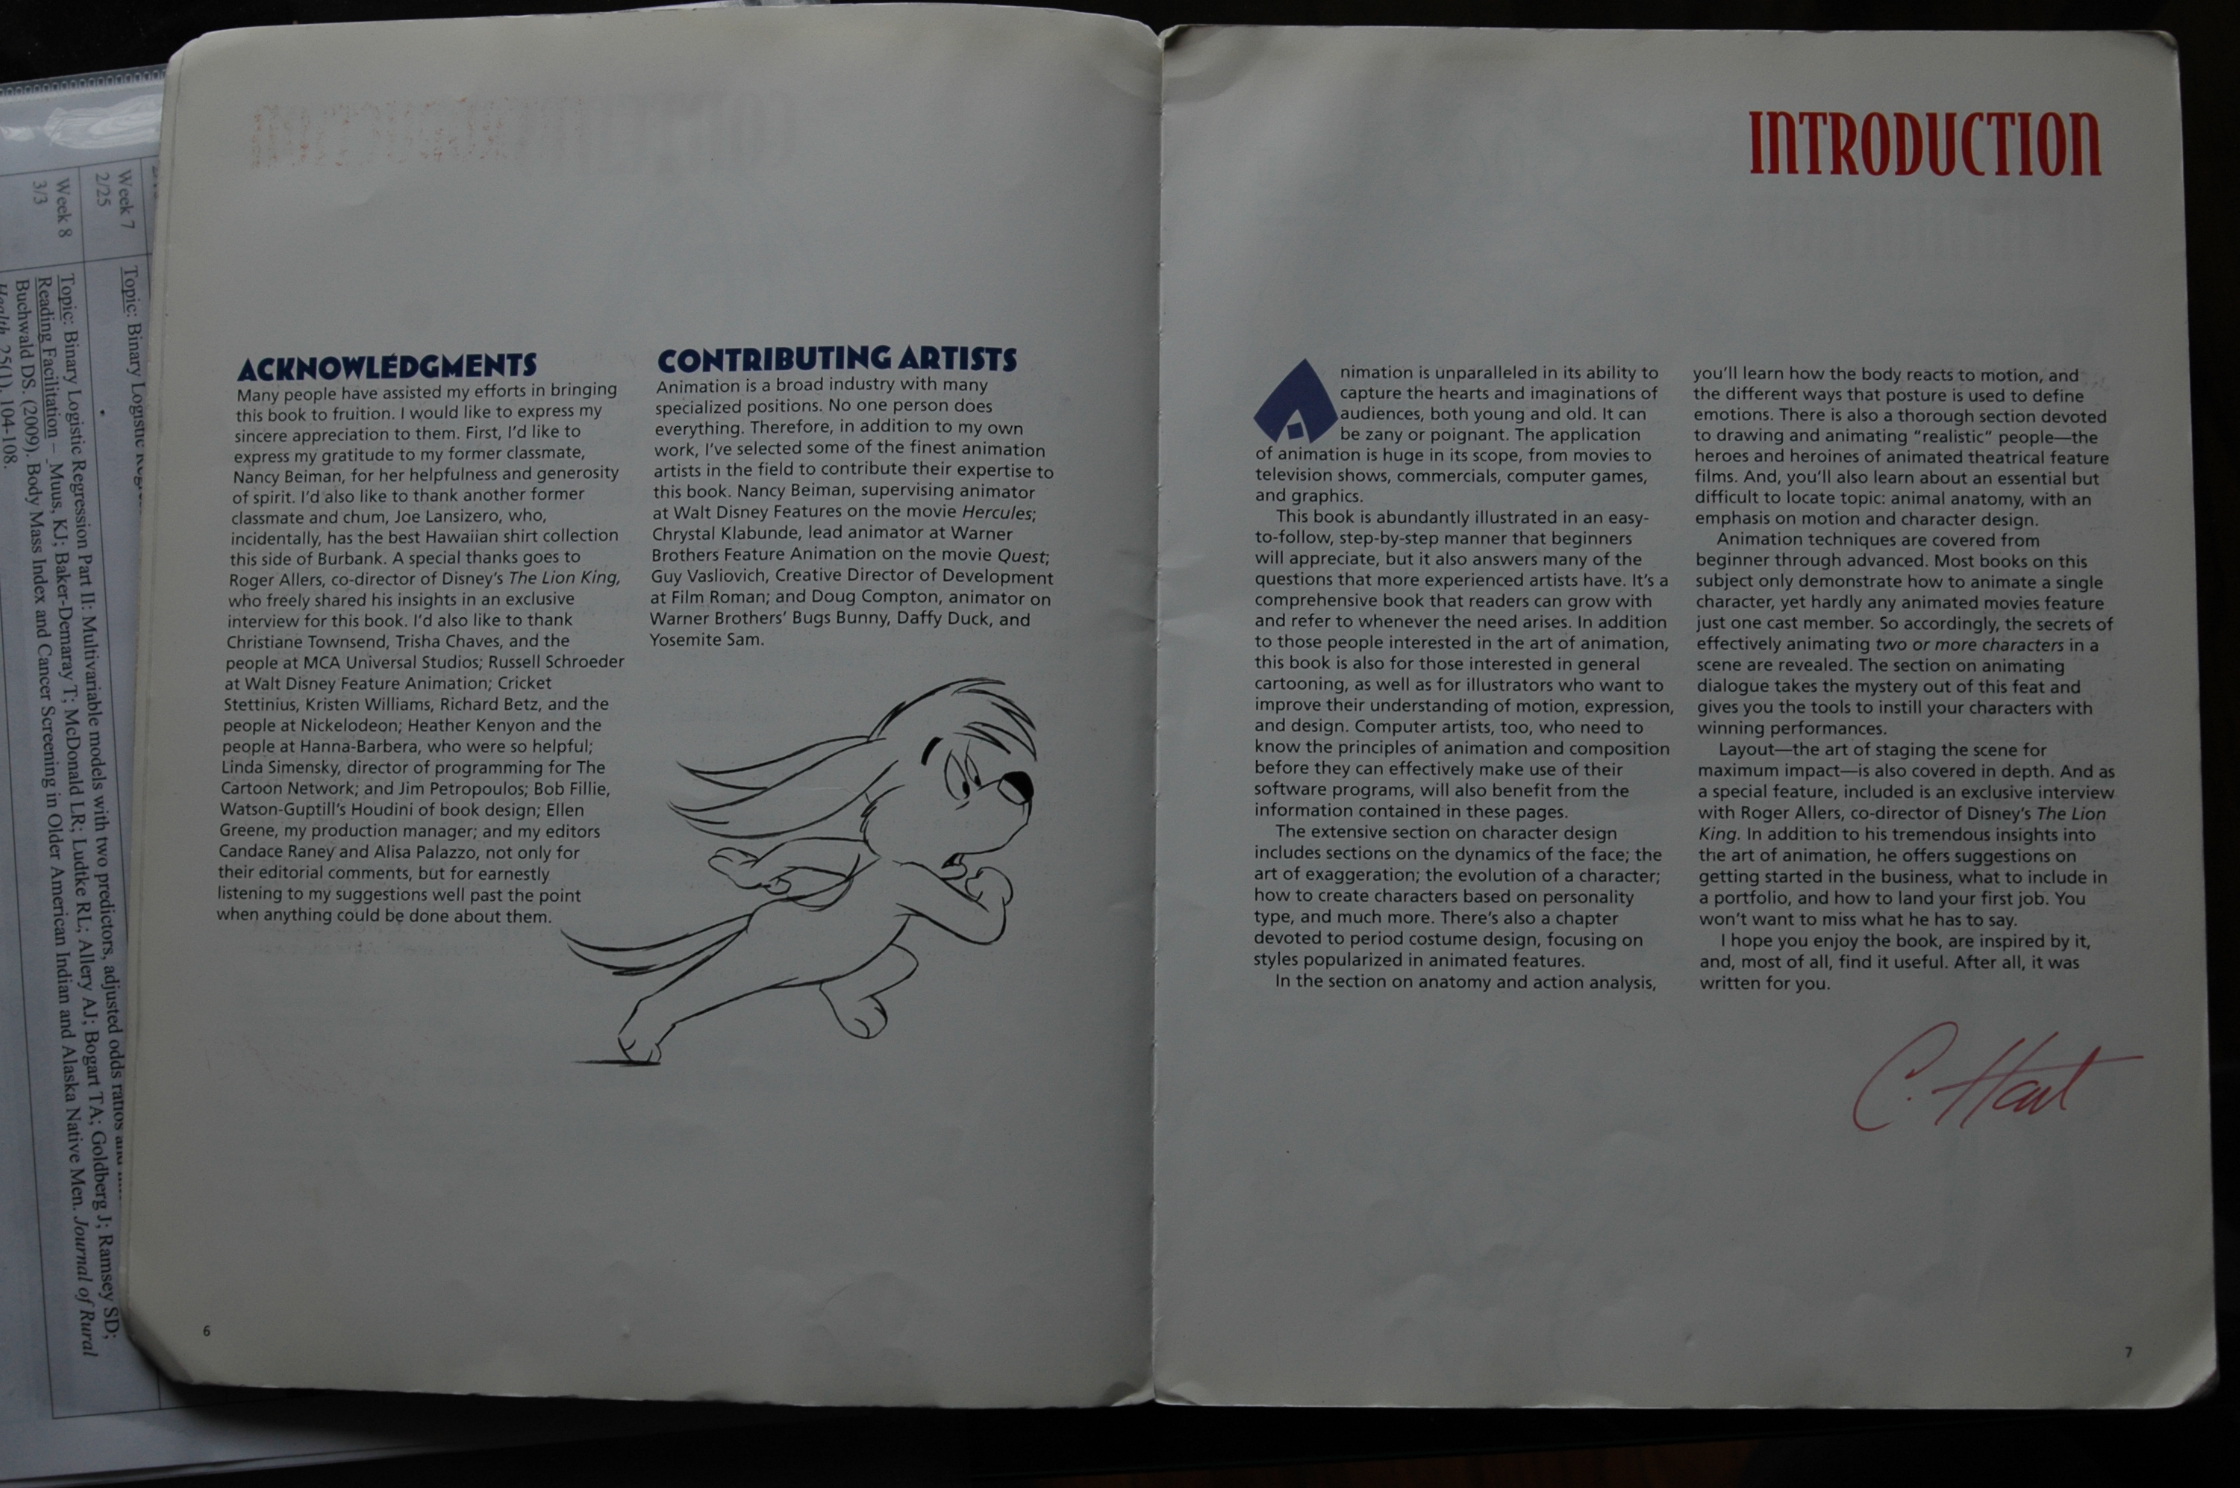 Week 7
2/25
Topic: Binary Logistic
Week 8
3/3
Topic: Binary Logistic Regression Part II: Multivariable models with two predictors, adjusted odds ratios and
Reading Facilitation – Muus, KJ; Baker-Demaray T; McDonald LR; Ludtke RL; Allery AJ; Bogart TA; Goldberg J; Ramsey SD;
Buchwald DS. (2009). Body Mass Index and Cancer Screening in Older American Indian and Alaska Native Men. Journal of Rural
Health, 25(1), 104-108.
ACKNOWLEDGMENTS
Many people have assisted my efforts in bringing
this book to fruition. I would like to express my
sincere appreciation to them. First, I'd like to
express my gratitude to my former classmate,
Nancy Beiman, for her helpfulness and generosity
of spirit. I'd also like to thank another former
classmate and chum, Joe Lansizero, who,
incidentally, has the best Hawaiian shirt collection
this side of Burbank. A special thanks goes to
Roger Allers, co-director of Disney's The Lion King,
who freely shared his insights in an exclusive
interview for this book. I'd also like to thank
Christiane Townsend, Trisha Chaves, and the
people at MCA Universal Studios; Russell Schroeder
at Walt Disney Feature Animation; Cricket
Stettinius, Kristen Williams, Richard Betz, and the
people at Nickelodeon; Heather Kenyon and the
people at Hanna-Barbera, who were so helpful;
Linda Simensky, director of programming for The
Cartoon Network; and Jim Petropoulos; Bob Fillie,
Watson-Guptill's Houdini of book design; Ellen
Greene, my production manager; and my editors
Candace Raney and Alisa Palazzo, not only for
their editorial comments, but for earnestly
listening to my suggestions well past the point
when anything could be done about them.
CONTRIBUTING ARTISTS
Animation is a broad industry with many
specialized positions. No one person does
everything. Therefore, in addition to my own
work, I've selected some of the finest animation
artists in the field to contribute their expertise to
this book. Nancy Beiman, supervising animator
at Walt Disney Features on the movie Hercules;
Chrystal Klabunde, lead animator at Warner
Brothers Feature Animation on the movie Quest;
Guy Vasliovich, Creative Director of Development
at Film Roman; and Doug Compton, animator on
Warner Brothers' Bugs Bunny, Daffy Duck, and
Yosemite Sam.
6
INTRODUCTION
Animation is unparalleled in its ability to
capture the hearts and imaginations of
audiences, both young and old. It can
be zany or poignant. The application
of animation is huge in its scope, from movies to
television shows, commercials, computer games,
and graphics.
This book is abundantly illustrated in an easy-
to-follow, step-by-step manner that beginners
will appreciate, but it also answers many of the
questions that more experienced artists have. It's a
comprehensive book that readers can grow with
and refer to whenever the need arises. In addition
to those people interested in the art of animation,
this book is also for those interested in general
cartooning, as well as for illustrators who want to
improve their understanding of motion, expression,
and design. Computer artists, too, who need to
know the principles of animation and composition
before they can effectively make use of their
software programs, will also benefit from the
information contained in these pages.
The extensive section on character design
includes sections on the dynamics of the face; the
art of exaggeration; the evolution of a character;
how to create characters based on personality
type, and much more. There's also a chapter
devoted to period costume design, focusing on
styles popularized in animated features.
In the section on anatomy and action analysis,
you'll learn how the body reacts to motion, and
the different ways that posture is used to define
emotions. There is also a thorough section devoted
to drawing and animating "realistic" people—the
heroes and heroines of animated theatrical feature
films. And, you'll also learn about an essential but
difficult to locate topic: animal anatomy, with an
emphasis on motion and character design.
Animation techniques are covered from
beginner through advanced. Most books on this
subject only demonstrate how to animate a single
character, yet hardly any animated movies feature
just one cast member. So accordingly, the secrets of
effectively animating two or more characters in a
scene are revealed. The section on animating
dialogue takes the mystery out of this feat and
gives you the tools to instill your characters with
winning performances.
Layout—the art of staging the scene for
maximum impact—is also covered in depth. And as
a special feature, included is an exclusive interview
with Roger Allers, co-director of Disney's The Lion
King. In addition to his tremendous insights into
the art of animation, he offers suggestions on
getting started in the business, what to include in
a portfolio, and how to land your first job. You
won't want to miss what he has to say.
I hope you enjoy the book, are inspired by it,
and, most of all, find it useful. After all, it was
written for you.
C. Hart
7